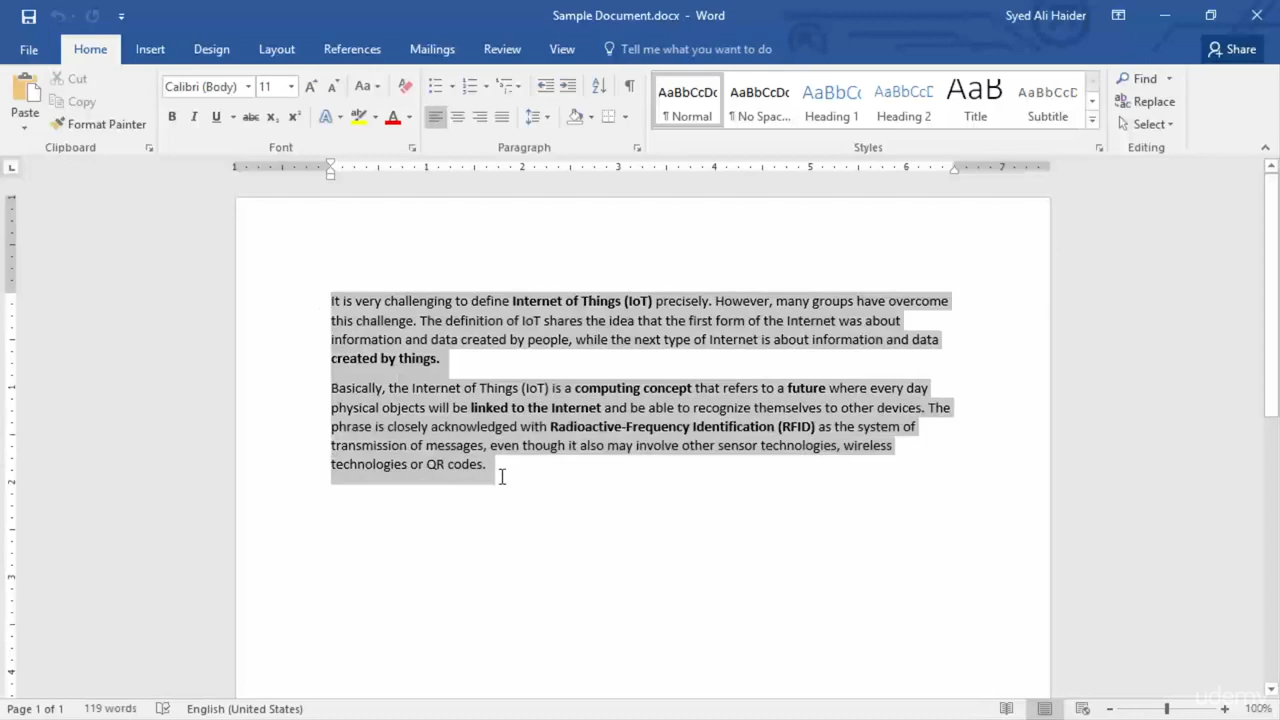 Sample Document.docx - Word
Syed Ali Haider
File Home Insert Design Layout References Mailings Review View Tell me what you want to do Share
Paste
Cut
Copy
Format Painter
Calibri (Body) 11
AaBbCcDc AaBbCcDc AaBbCc AaBbCcD AaB AaBbCcD
¶ Normal ¶ No Spac... Heading 1 Heading 2 Title Subtitle
Find
Replace
Select
Clipboard Font Paragraph Styles Editing
1 1 2 3 4 5 6 7
It is very challenging to define Internet of Things (IoT) precisely. However, many groups have overcome
this challenge. The definition of IoT shares the idea that the first form of the Internet was about
information and data created by people, while the next type of Internet is about information and data
created by things.
Basically, the Internet of Things (IoT) is a computing concept that refers to a future where every day
physical objects will be linked to the Internet and be able to recognize themselves to other devices. The
phrase is closely acknowledged with Radioactive-Frequency Identification (RFID) as the system of
transmission of messages, even though it also may involve other sensor technologies, wireless
technologies or QR codes.
Page 1 of 1 119 words English (United States) 100%
udemy